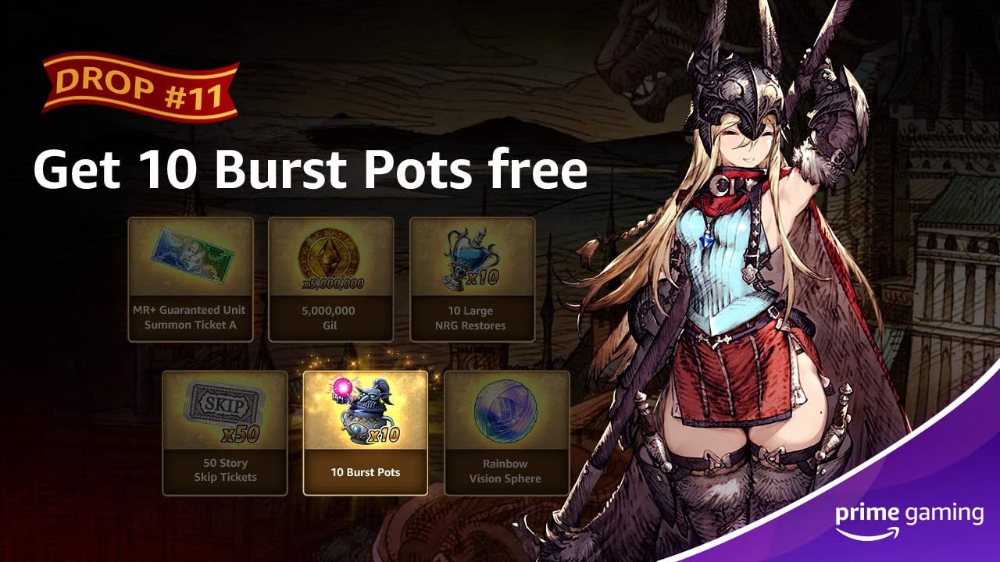 DROP #11
Get 10 Burst Pots free
x5,000,000
x10
MR+ Guaranteed Unit
Summon Ticket A
5,000,000
Gil
10 Large
NRG Restores
SKIP
x50
x10
50 Story
Skip Tickets
10 Burst Pots
Rainbow
Vision Sphere
prime gaming